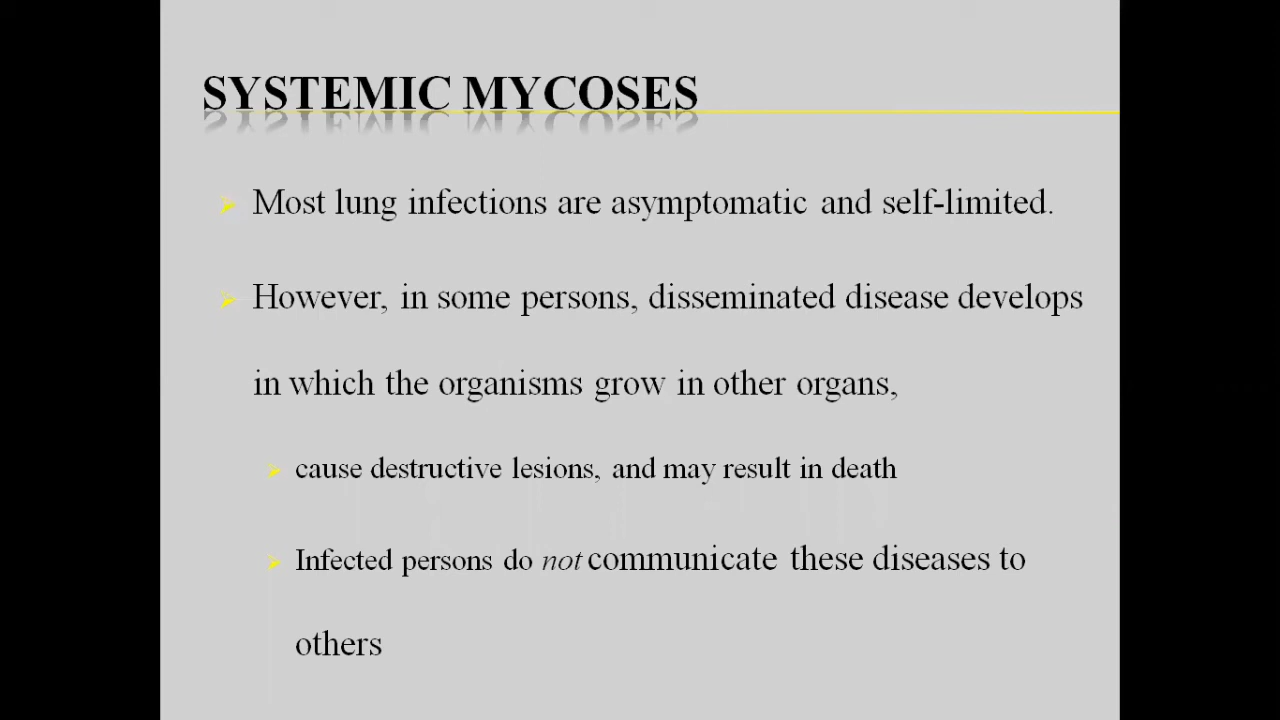 SYSTEMIC MYCOSES
Most lung infections are asymptomatic and self-limited.
However, in some persons, disseminated disease develops
in which the organisms grow in other organs,
cause destructive lesions, and may result in death
Infected persons do not communicate these diseases to
others